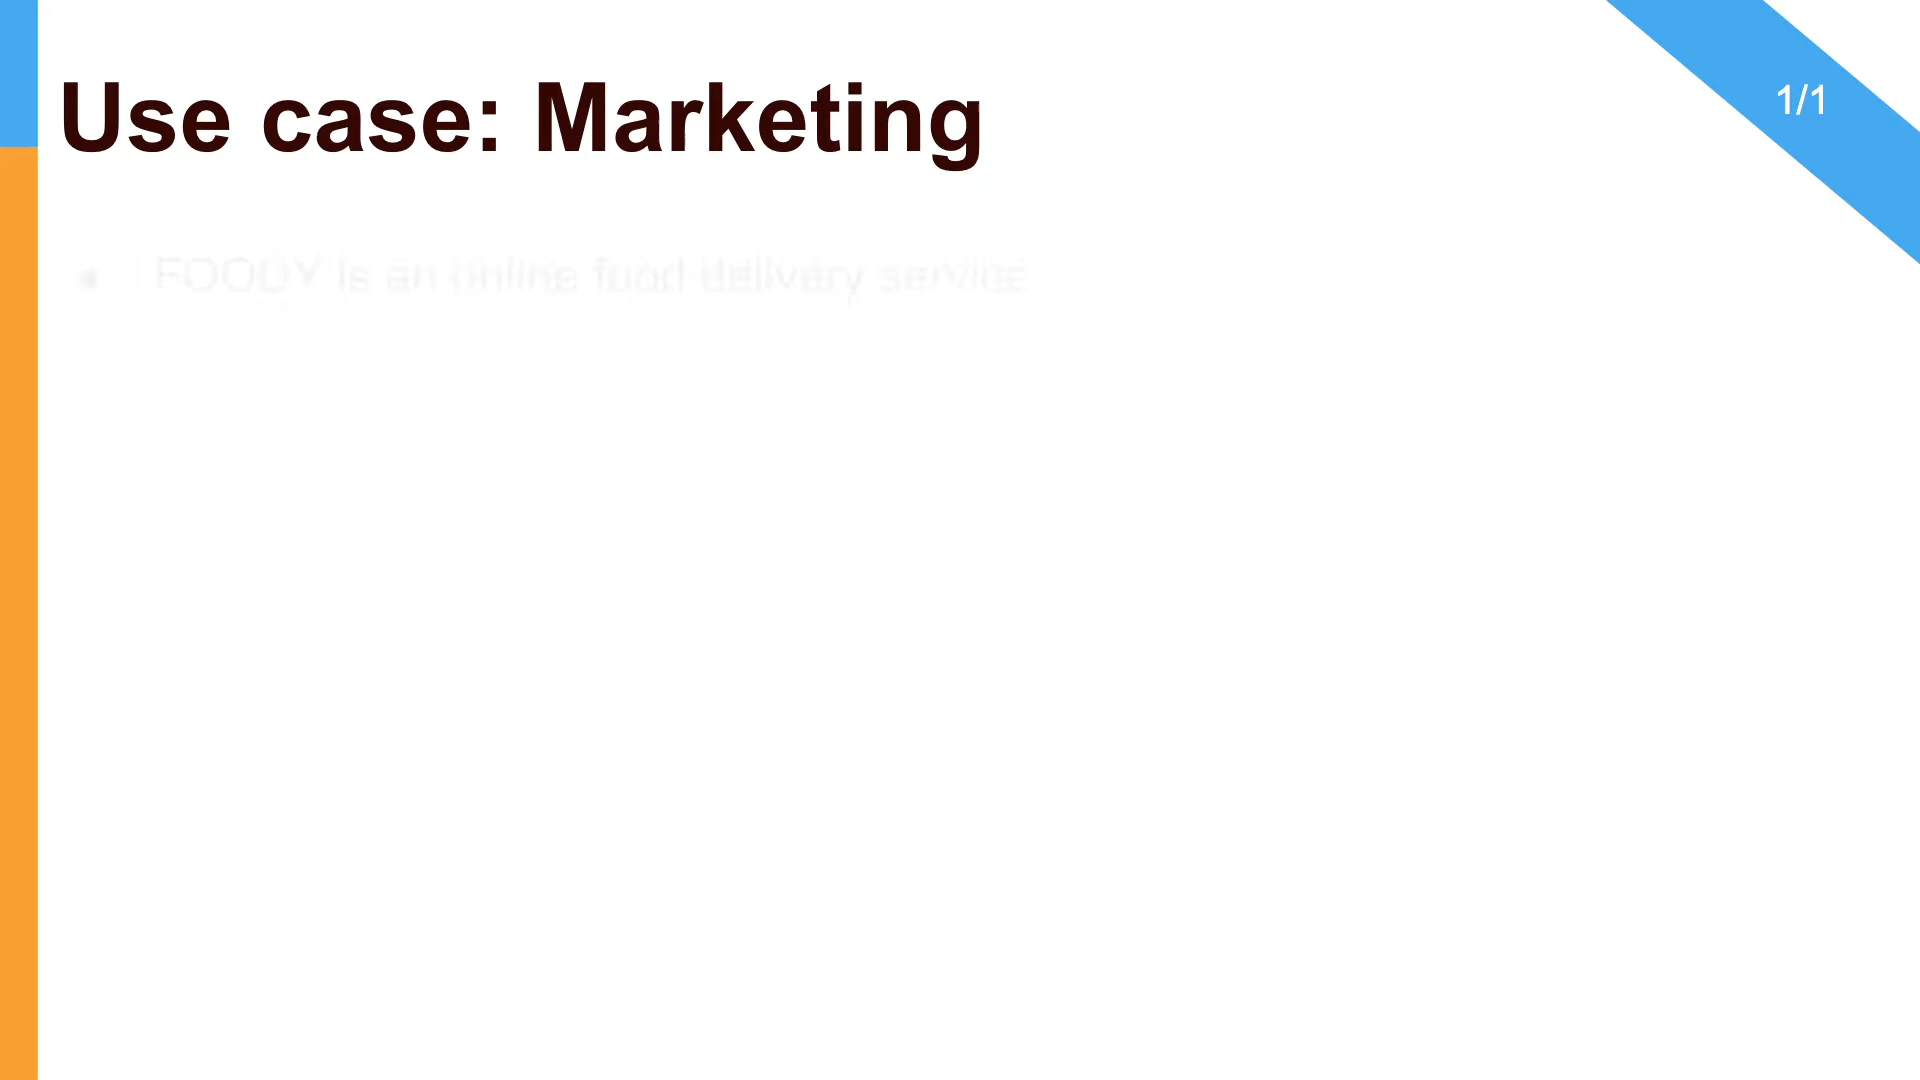 Use case: Marketing
1/1
• FOODY is an online food delivery service